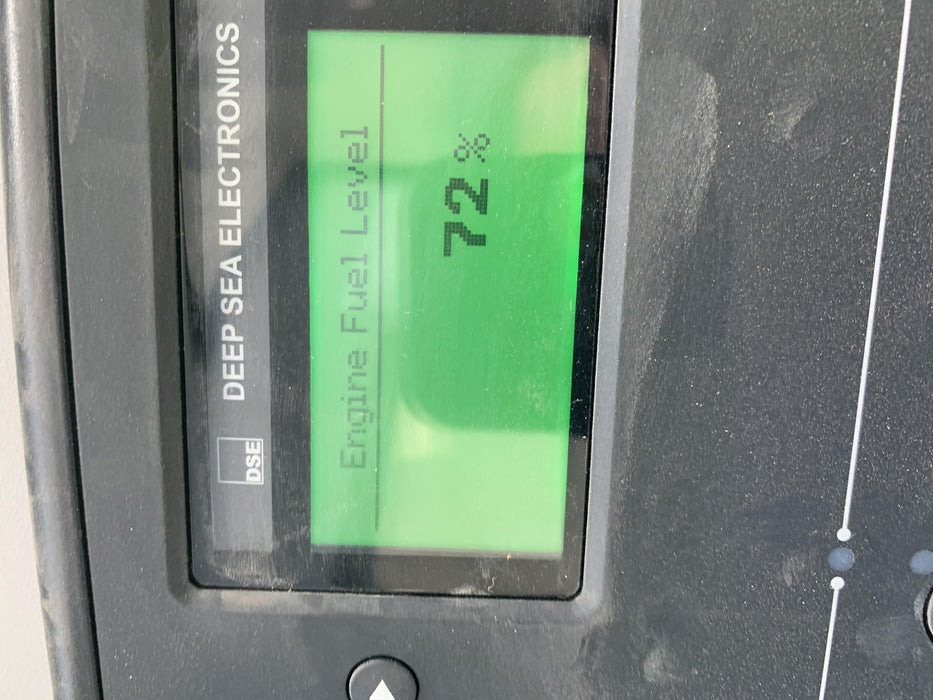 DSE DEEP SEA ELECTRONICS
Engine Fuel Level
72%